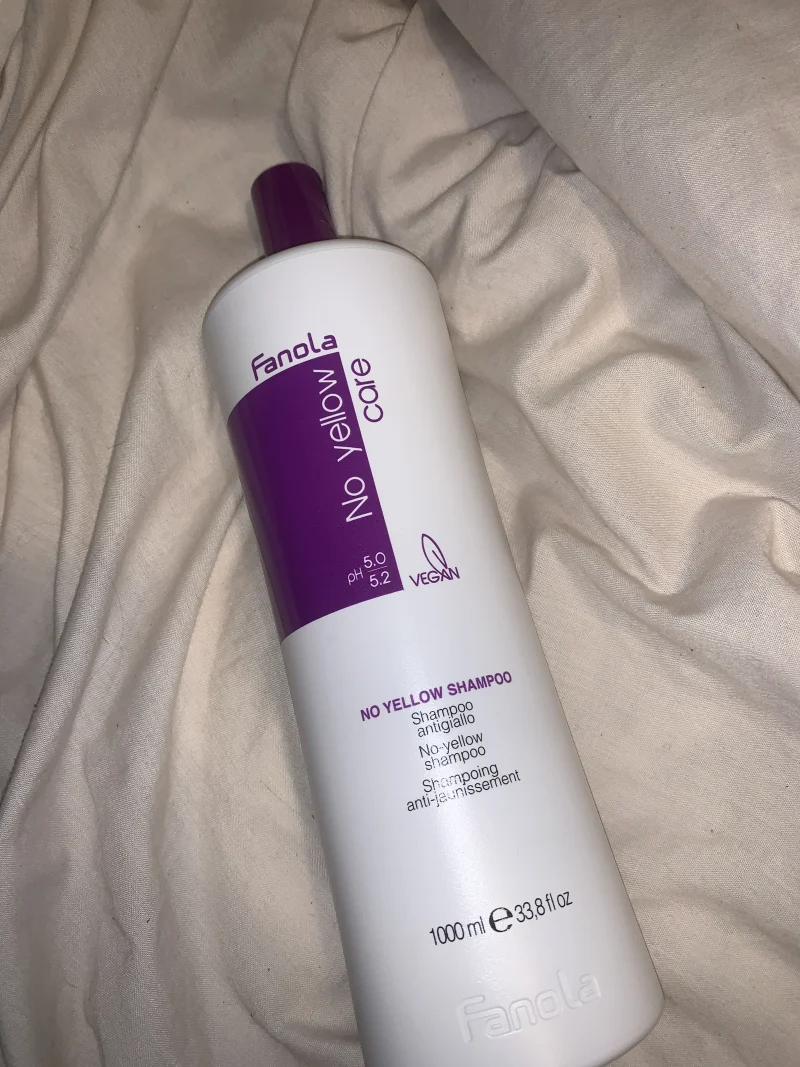 Fanola
No yellow
care
pH 5.0
5.2
VEGAN
NO YELLOW SHAMPOO
Shampoo
antigiallo
No-yellow
shampoo
Shampoing
anti-jaunissement
1000 ml e 33,8 fl oz
Fanola